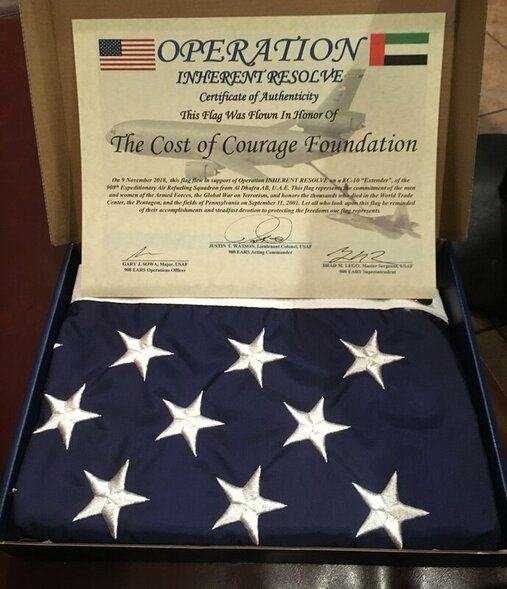 OPERATION
INHERENT RESOLVE
Certificate of Authenticity
This Flag Was Flown In Honor Of
The Cost of Courage Foundation
On 9 November 2018, this flag flew in support of Operation INHERENT RESOLVE on a KC-10 "Extender", of the
908th Expeditionary Air Refueling Squadron from Al Dhafra AB, U.A.E. This flag represents the commitment of the men
and women of the Armed Forces, the Global War on Terrorism, and honors the thousands who died in the World Trade
Center, the Pentagon, and the fields of Pennsylvania on September 11, 2001. Let all who look upon this flag be reminded
of their accomplishments and steadfast devotion to protecting the freedoms our flag represents.
JUSTIN T. WATSON, Lieutenant Colonel, USAF
908 EARS Acting Commander
GARY J. SOWA, Major, USAF
908 EARS Operations Officer
BRAD M. LEGO, Master Sergeant, USAF
908 EARS Superintendent